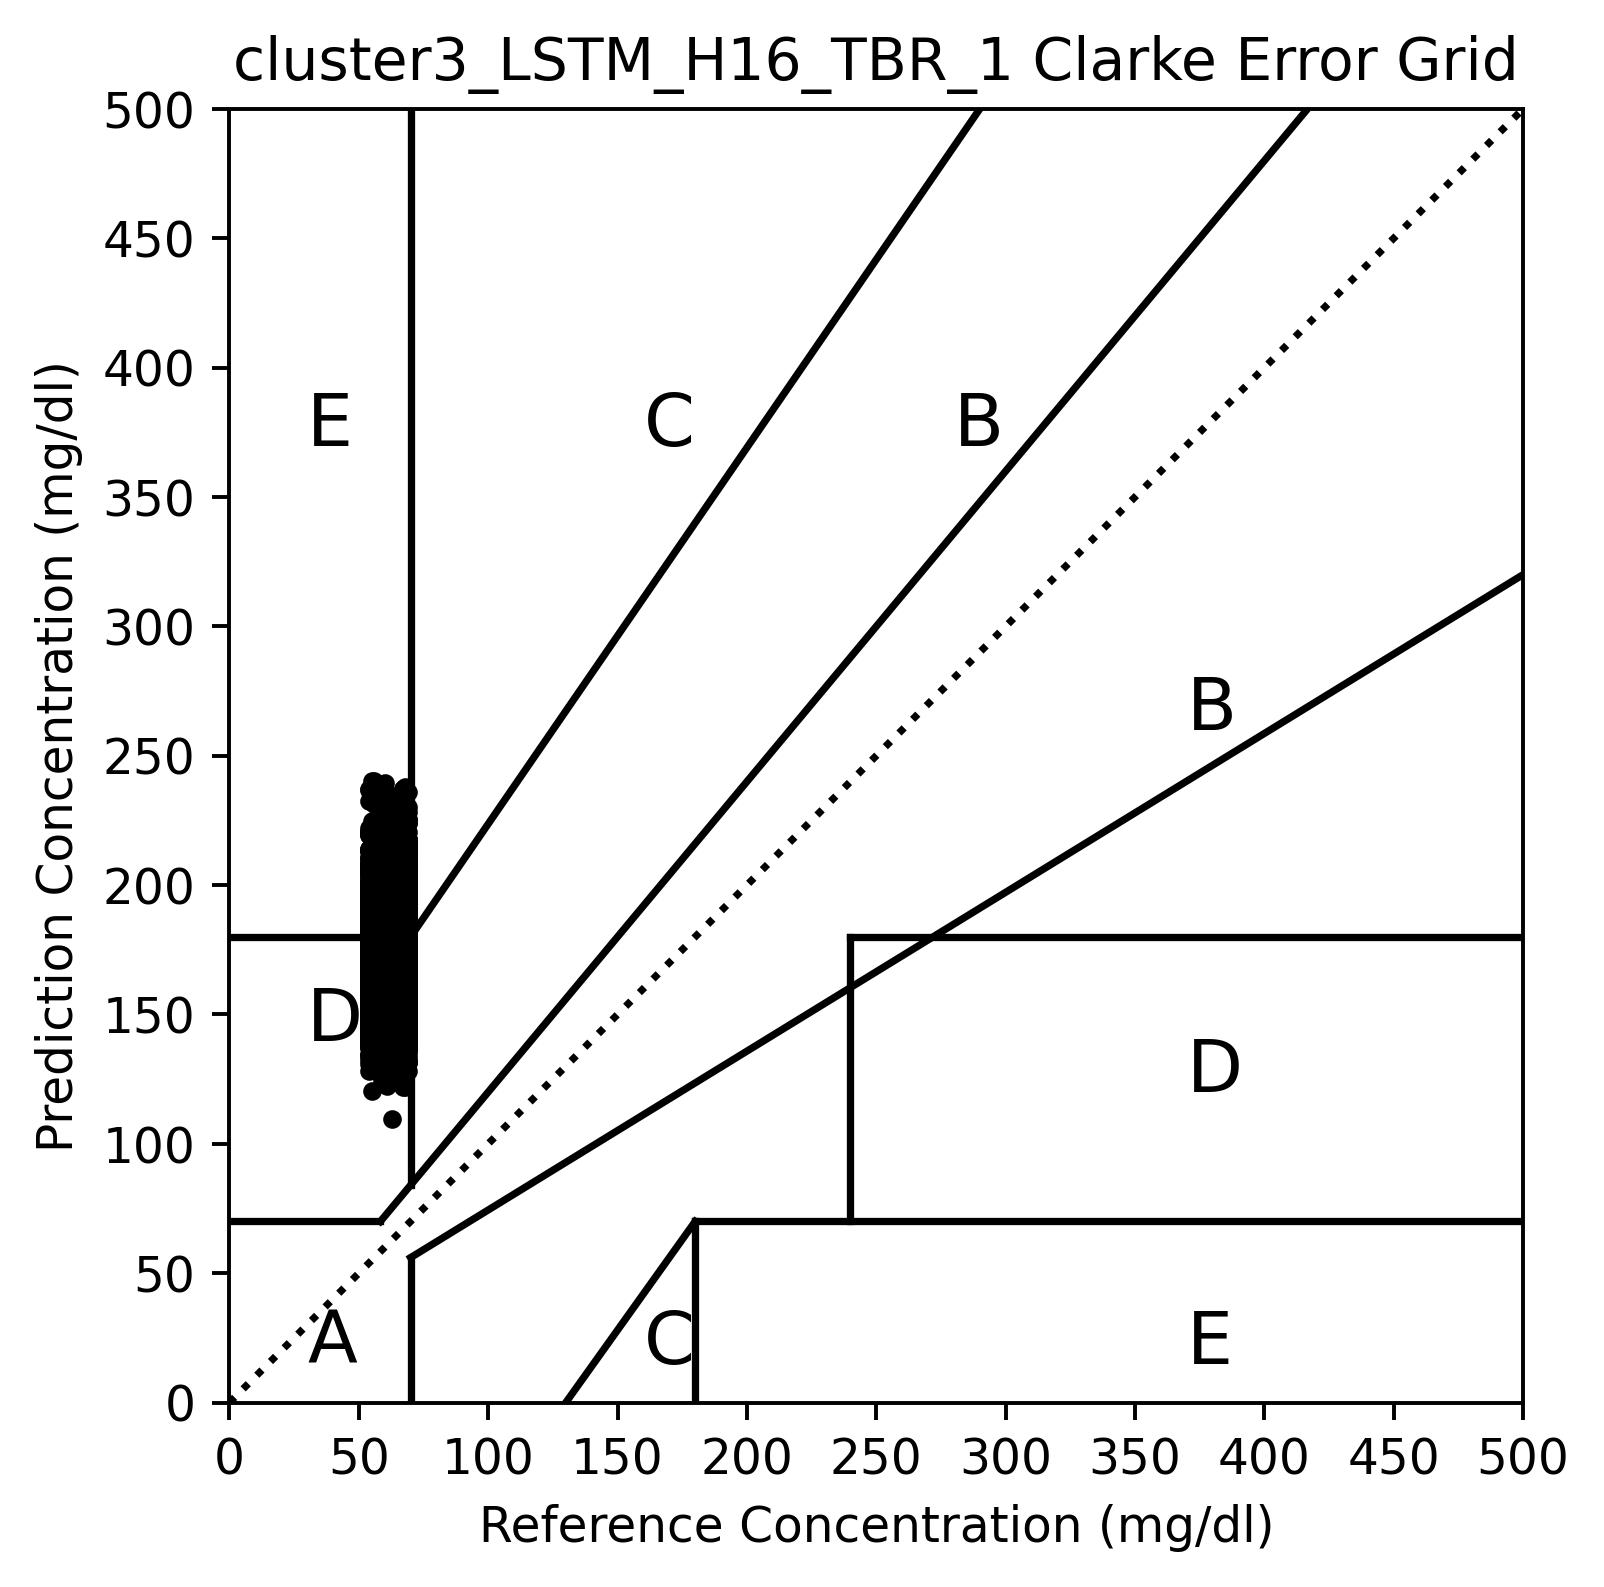 cluster3_LSTM_H16_TBR_1 Clarke Error Grid
500
450
400
350
300
250
200
150
100
50
0
Prediction Concentration (mg/dl)
E
C
B
B
D
D
A
C
E
0 50 100 150 200 250 300 350 400 450 500
Reference Concentration (mg/dl)